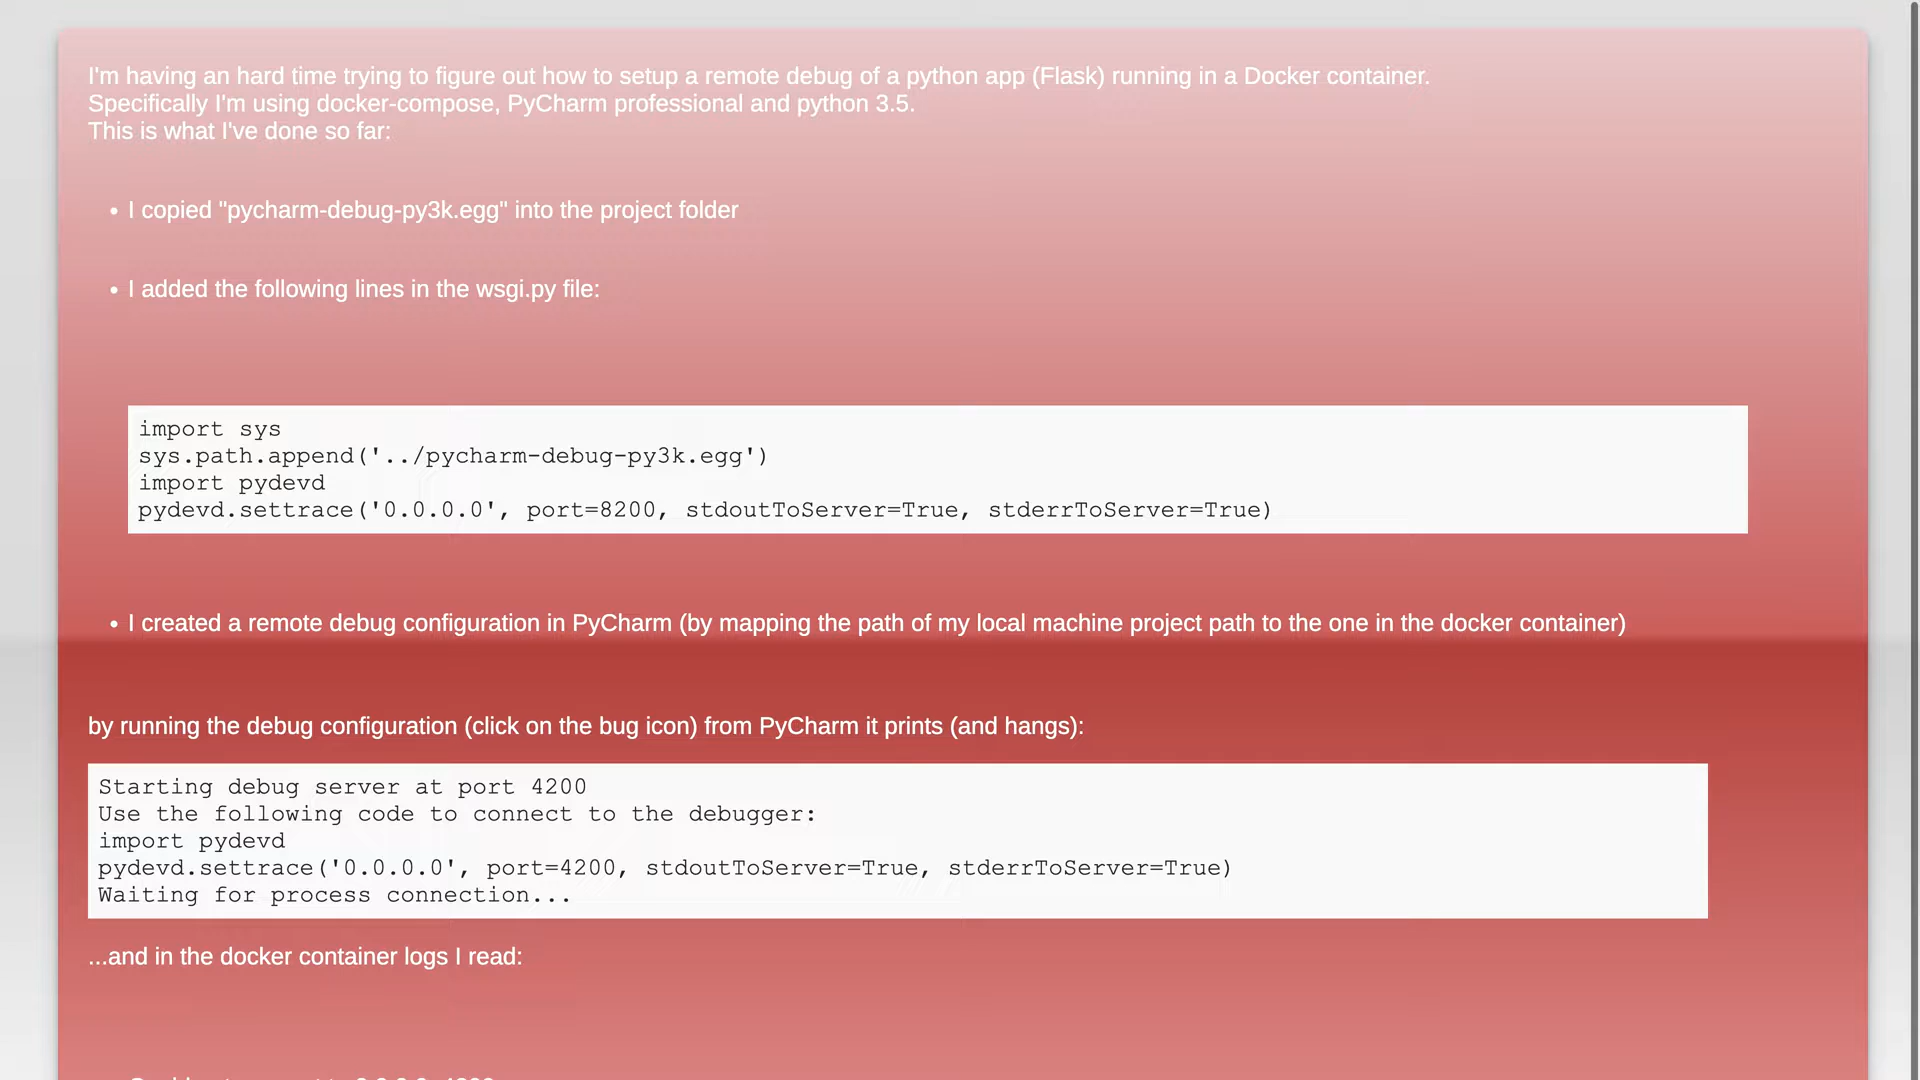 I'm having an hard time trying to figure out how to setup a remote debug of a python app (Flask) running in a Docker container.
Specifically I'm using docker-compose, PyCharm professional and python 3.5.
This is what I've done so far:
• I copied "pycharm-debug-py3k.egg" into the project folder
• I added the following lines in the wsgi.py file:
import sys
sys.path.append('../pycharm-debug-py3k.egg')
import pydevd
pydevd.settrace('0.0.0.0', port=8200, stdoutToServer=True, stderrToServer=True)
• I created a remote debug configuration in PyCharm (by mapping the path of my local machine project path to the one in the docker container)
by running the debug configuration (click on the bug icon) from PyCharm it prints (and hangs):
Starting debug server at port 4200
Use the following code to connect to the debugger:
import pydevd
pydevd.settrace('0.0.0.0', port=4200, stdoutToServer=True, stderrToServer=True)
Waiting for process connection...
...and in the docker container logs I read: